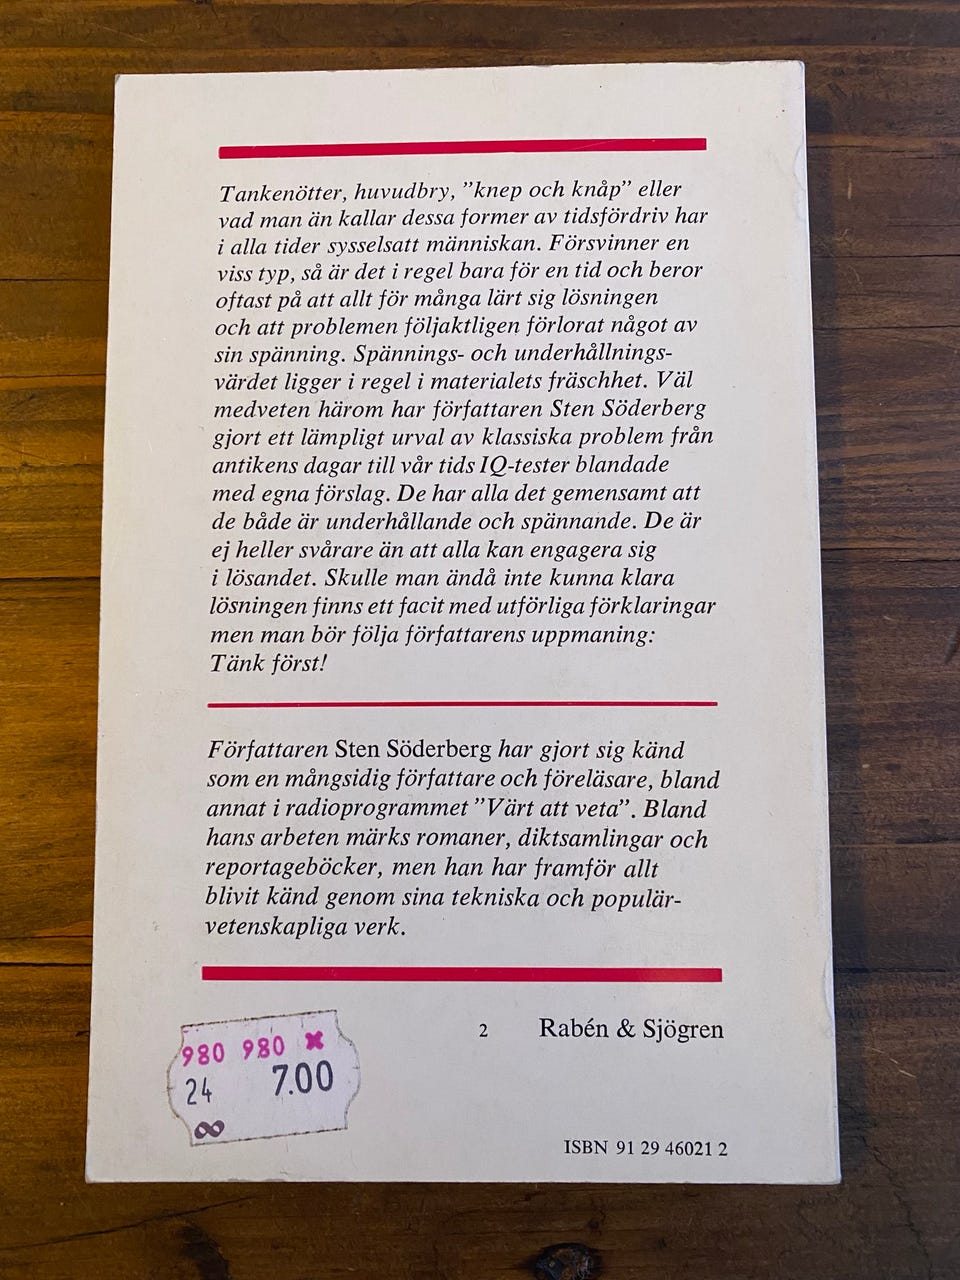 Tankenötter, huvudbry, ”knep och knåp” eller
vad man än kallar dessa former av tidsfördriv har
i alla tider sysselsatt människan. Försvinner en
viss typ, så är det i regel bara för en tid och beror
oftast på att allt för många lärt sig lösningen
och att problemen följaktligen förlorat något av
sin spänning. Spännings- och underhållnings-
värdet ligger i regel i materialets fräschhet. Väl
medveten härom har författaren Sten Söderberg
gjort ett lämpligt urval av klassiska problem från
antikens dagar till vår tids IQ-tester blandade
med egna förslag. De har alla det gemensamt att
de både är underhållande och spännande. De är
ej heller svårare än att alla kan engagera sig
i lösandet. Skulle man ändå inte kunna klara
lösningen finns ett facit med utförliga förklaringar
men man bör följa författarens uppmaning:
Tänk först!
Författaren Sten Söderberg har gjort sig känd
som en mångsidig författare och föreläsare, bland
annat i radioprogrammet ”Värt att veta”. Bland
hans arbeten märks romaner, diktsamlingar och
reportageböcker, men han har framför allt
blivit känd genom sina tekniska och populär-
vetenskapliga verk.
2 Rabén & Sjögren
980 980 ×
24 7.00
∞
ISBN 91 29 46021 2